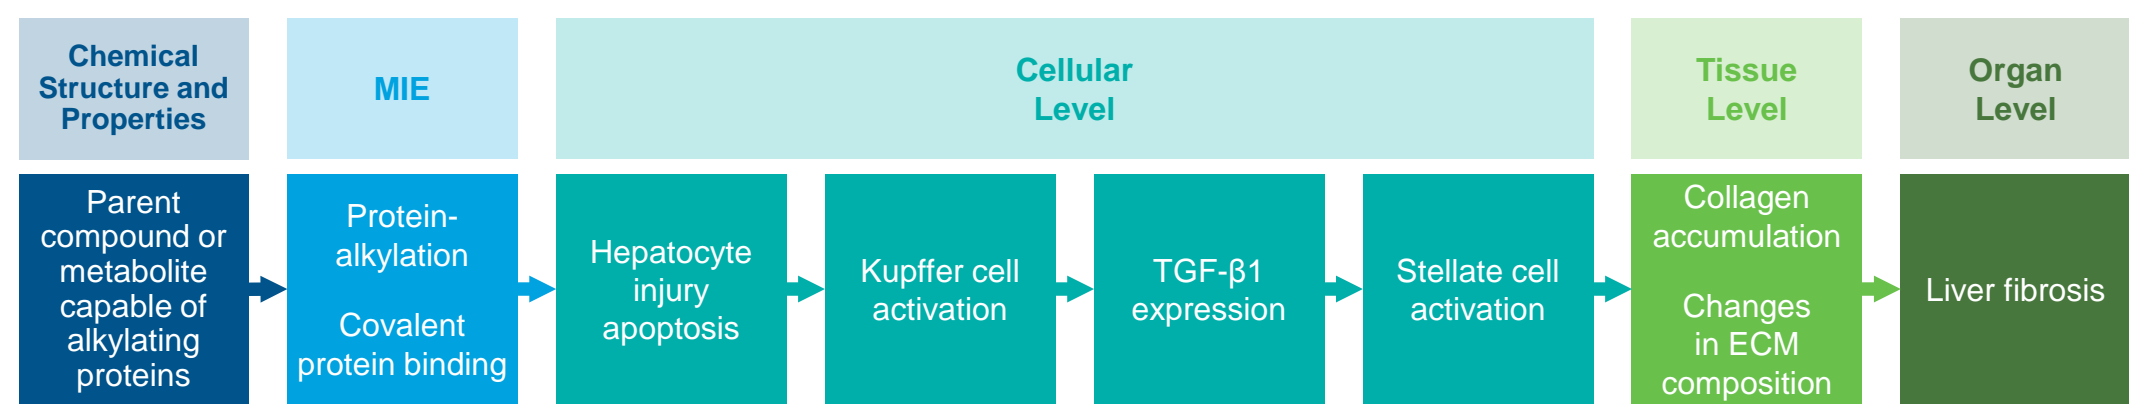 Chemical
Structure and
Properties
MIE
Cellular
Level
Tissue
Level
Organ
Level
Parent
compound or
metabolite
capable of
alkylating
proteins
Protein-
alkylation
Covalent
protein binding
Hepatocyte
injury
apoptosis
Kupffer cell
activation
TGF-β1
expression
Stellate cell
activation
Collagen
accumulation
Changes
in ECM
composition
Liver fibrosis